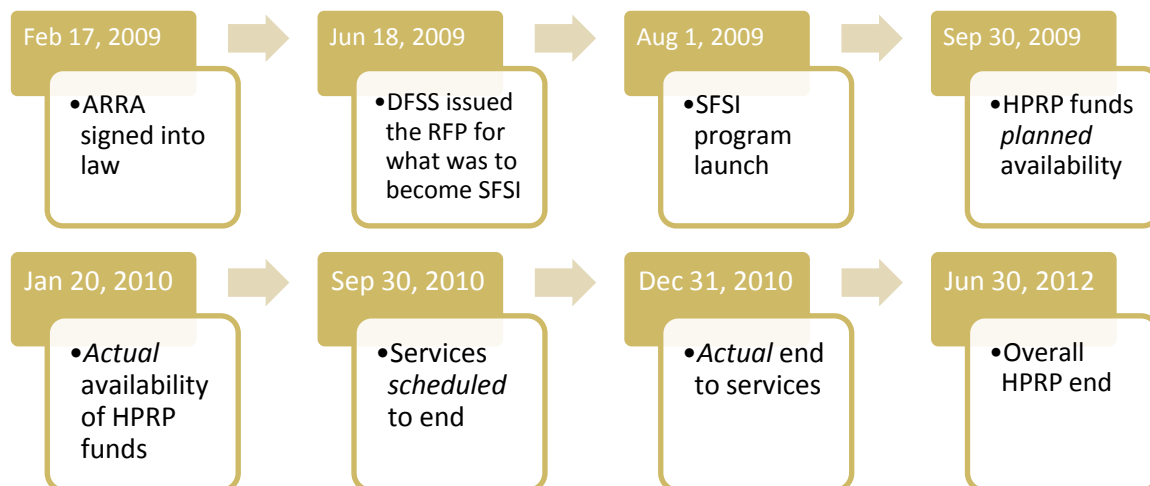 Feb 17, 2009
•ARRA
signed into
law
Jun 18, 2009
•DFSS issued
the RFP for
what was to
become SFSI
Aug 1, 2009
•SFSI
program
launch
Sep 30, 2009
•HPRP funds
planned
availability
Jan 20, 2010
•Actual
availability
of HPRP
funds
Sep 30, 2010
•Services
scheduled
to end
Dec 31, 2010
•Actual end
to services
Jun 30, 2012
•Overall
HPRP end